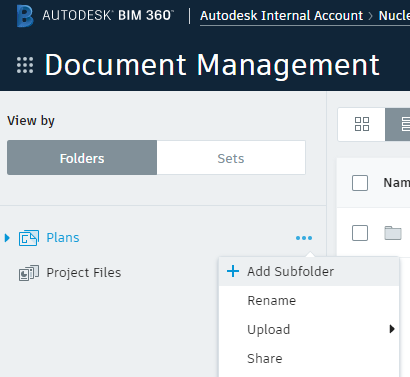 AUTODESK® BIM 360™ Autodesk Internal Account > Nucle
Document Management
View by
Folders Sets
Nam
Plans
Project Files
Add Subfolder
Rename
Upload
Share